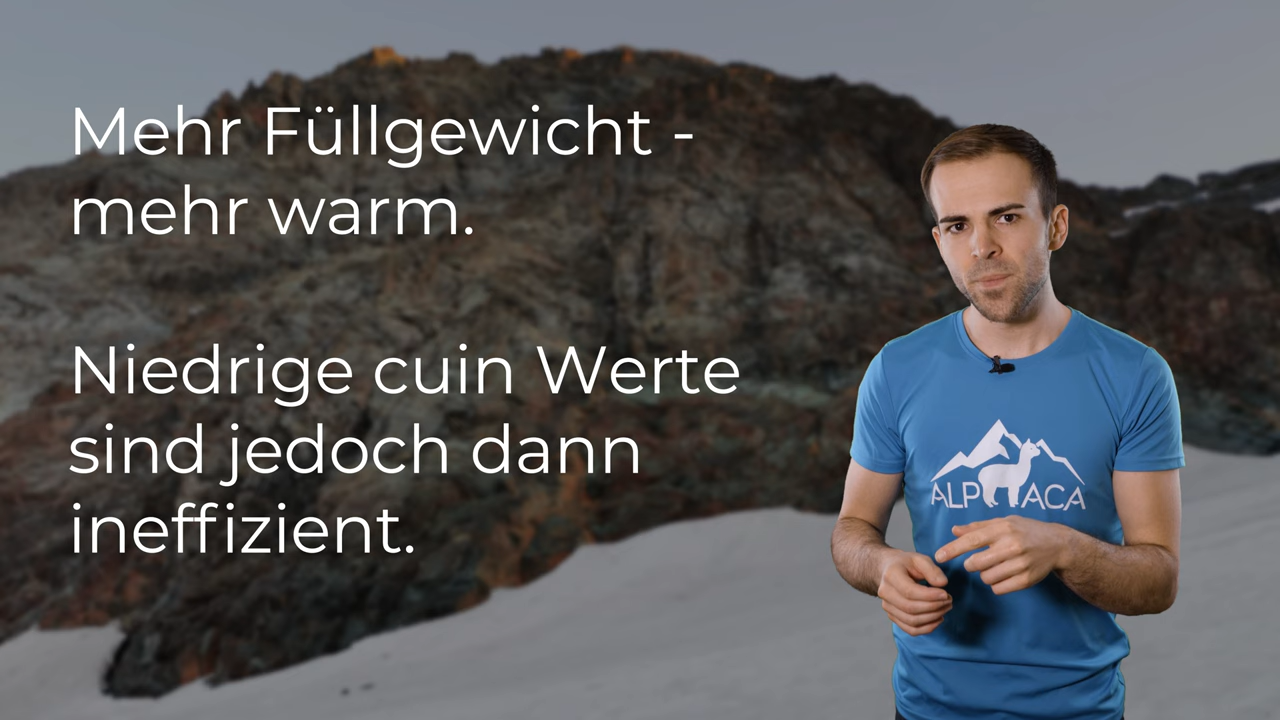 Mehr Füllgewicht -
mehr warm.
Niedrige cuin Werte
sind jedoch dann
ineffizient.
ALPACA